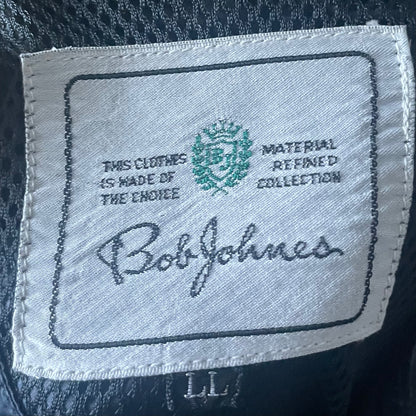 THIS CLOTHES
IS MADE OF
THE CHOICE
BJ
MATERIAL
REFINED
COLLECTION
Bob Johnes
LL